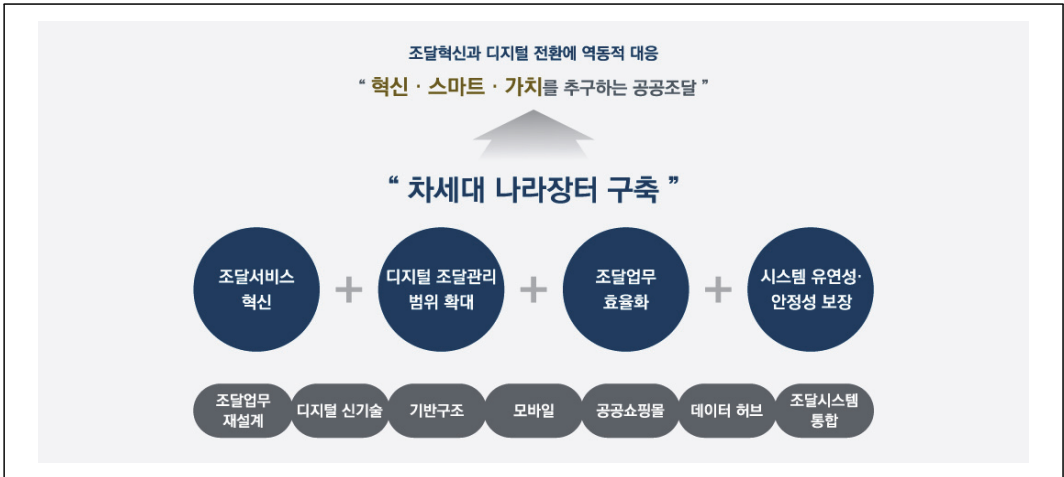 조달혁신과 디지털 전환에 역동적 대응
“ 혁신 · 스마트 · 가치를 추구하는 공공조달 ”
“ 차세대 나라장터 구축 ”
조달서비스
혁신
+
디지털 조달관리
범위 확대
+
조달업무
효율화
+
시스템 유연성·
안정성 보장
조달업무
재설계
디지털 신기술
기반구조
모바일
공공쇼핑몰
데이터 허브
조달시스템
통합